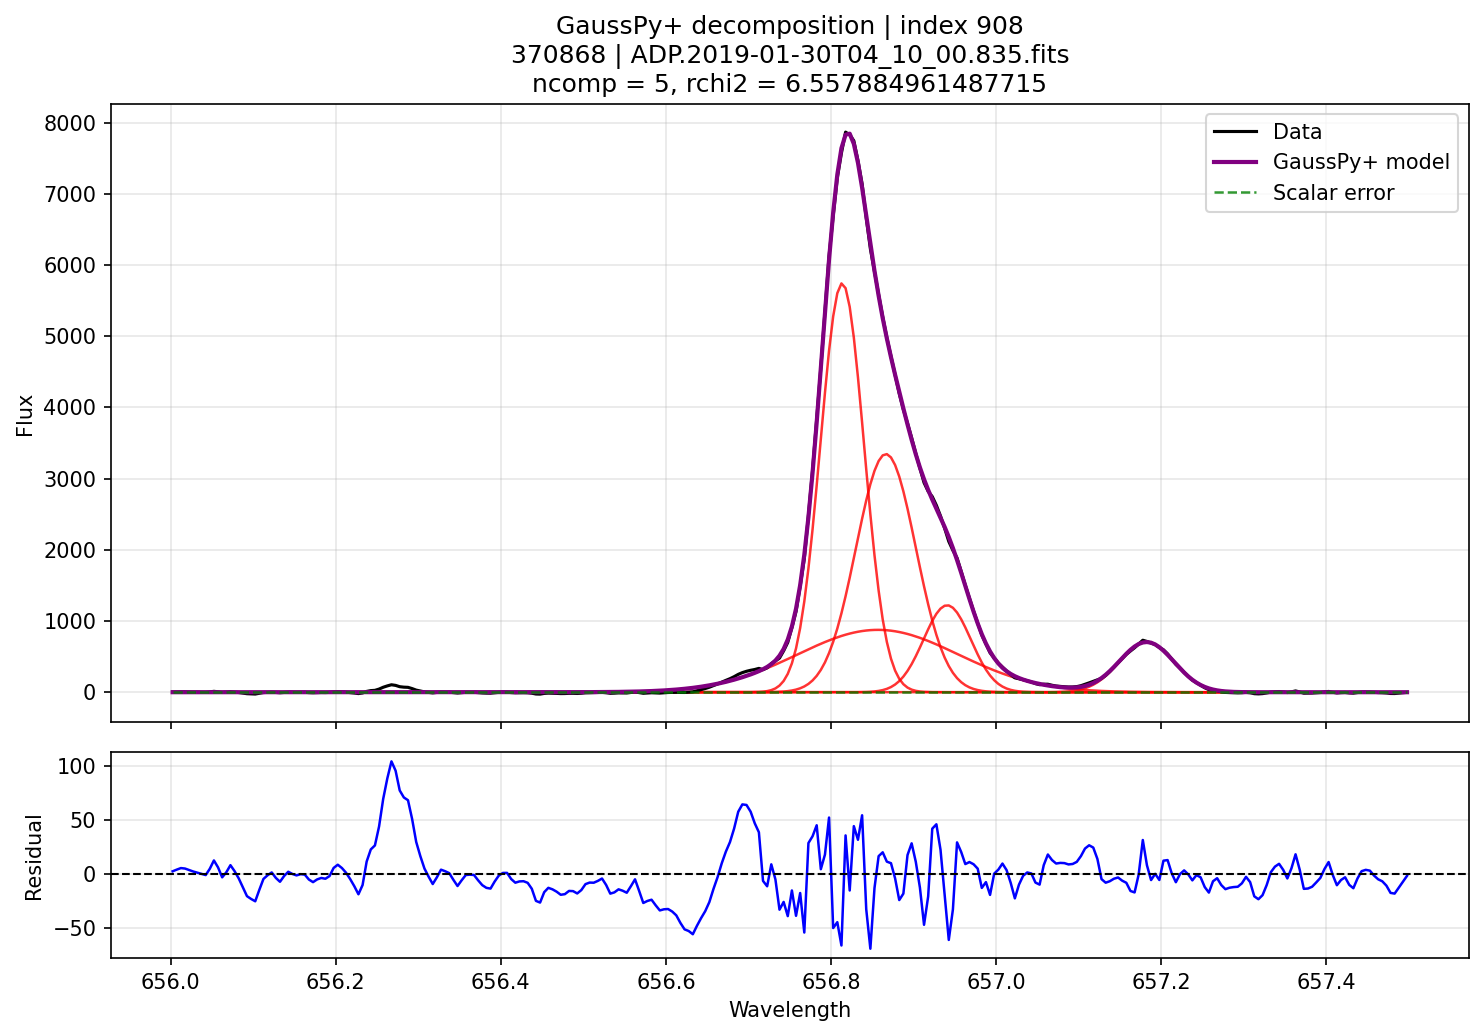 GaussPy+ decomposition | index 908
370868 | ADP.2019-01-30T04_10_00.835.fits
ncomp = 5, rchi2 = 6.557884961487715
8000
7000
6000
5000
4000
3000
2000
1000
0
Flux
Data
GaussPy+ model
Scalar error
100
50
0
−50
Residual
656.0
656.2
656.4
656.6
656.8
657.0
657.2
657.4
Wavelength